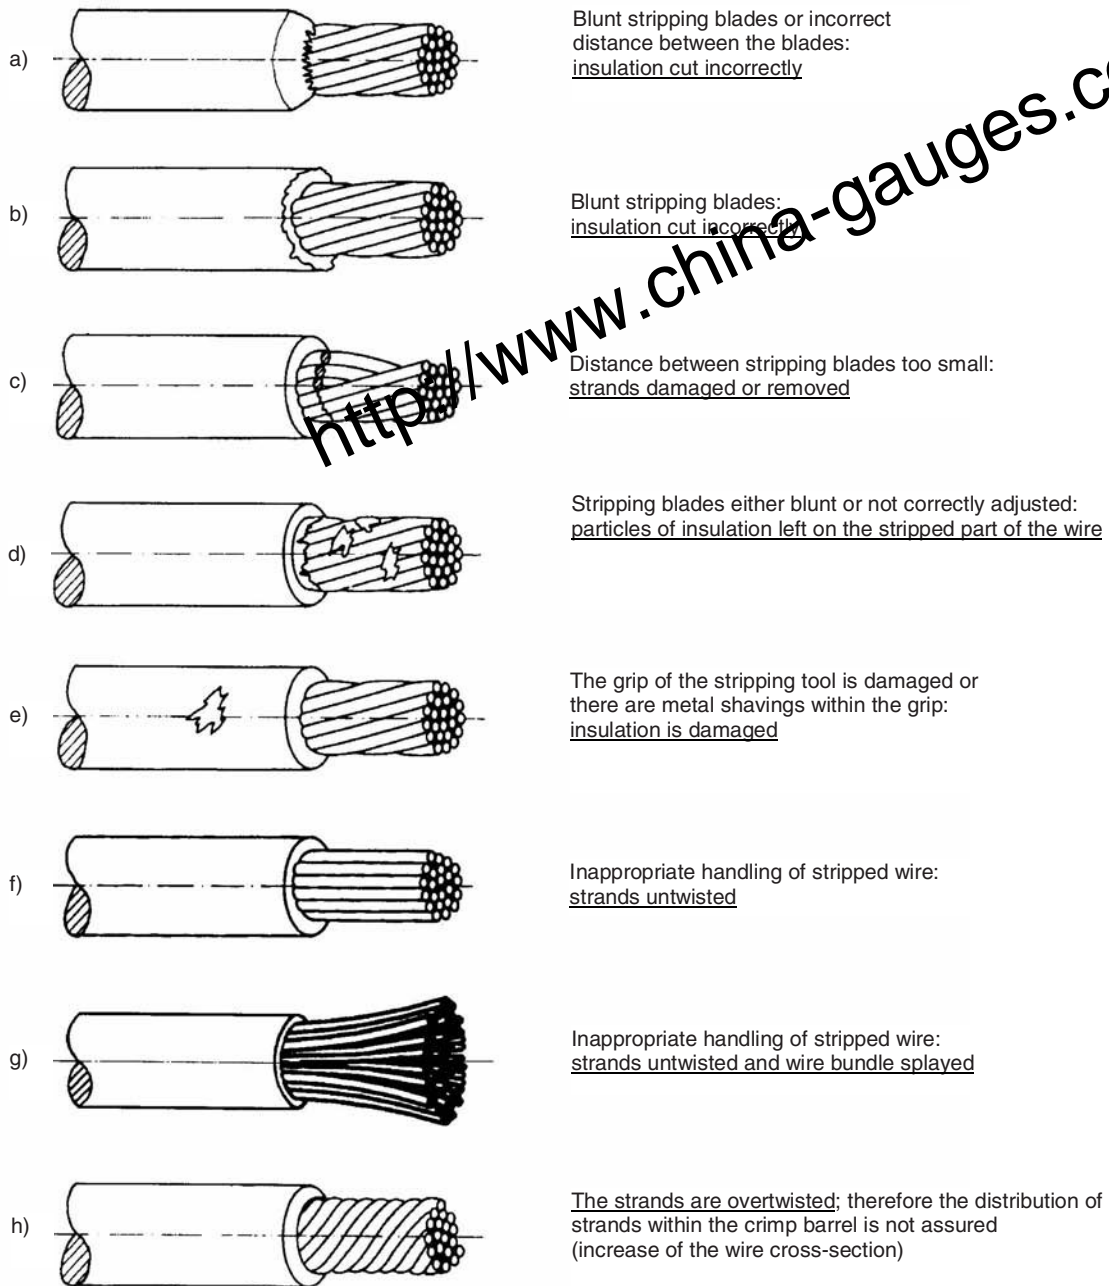 a)
Blunt stripping blades or incorrect
distance between the blades:
insulation cut incorrectly
b)
Blunt stripping blades:
insulation cut incorrectly
c)
Distance between stripping blades too small:
strands damaged or removed
d)
Stripping blades either blunt or not correctly adjusted:
particles of insulation left on the stripped part of the wire
e)
The grip of the stripping tool is damaged or
there are metal shavings within the grip:
insulation is damaged
f)
Inappropriate handling of stripped wire:
strands untwisted
g)
Inappropriate handling of stripped wire:
strands untwisted and wire bundle splayed
h)
The strands are overtwisted; therefore the distribution of
strands within the crimp barrel is not assured
(increase of the wire cross-section)
http://www.china-gauges.co